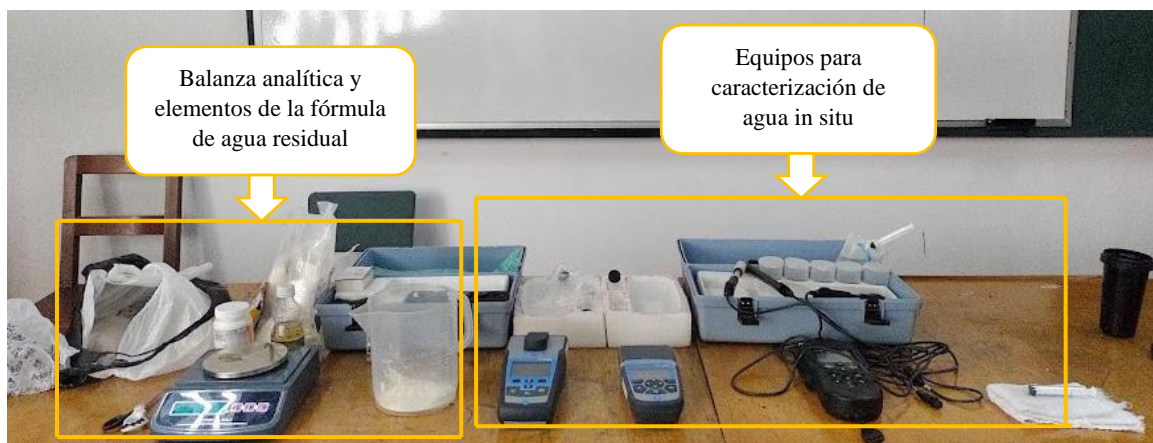 Balanza analítica y
elementos de la fórmula
de agua residual
Equipos para
caracterización de
agua in situ